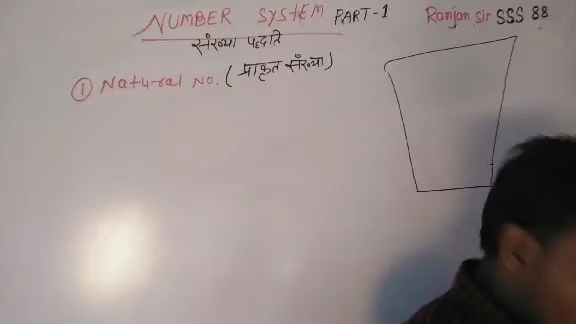 NUMBER SYSTEM PART-1 Ranjan Sir SSS 88
संख्या पद्धति
① Natural No. (प्राकृत संख्या)